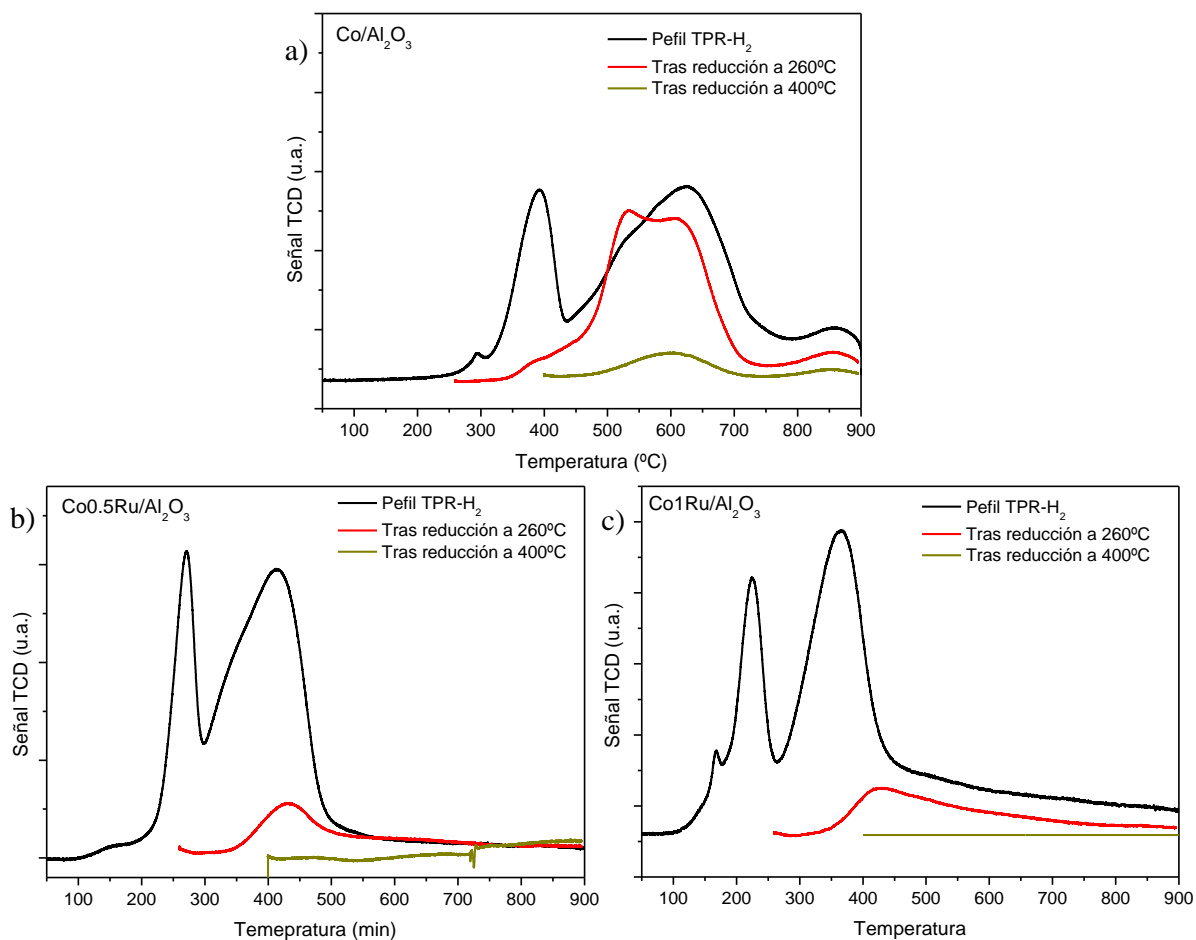 a)
Co/Al2O3
Pefil TPR-H2
Tras reducción a 260ºC
Tras reducción a 400ºC
Señal TCD (u.a.)
100 200 300 400 500 600 700 800 900
Temperatura (ºC)
b)
Co0.5Ru/Al2O3
Pefil TPR-H2
Tras reducción a 260ºC
Tras reducción a 400ºC
Señal TCD (u.a.)
100 200 300 400 500 600 700 800 900
Temepratura (min)
c)
Co1Ru/Al2O3
Pefil TPR-H2
Tras reducción a 260ºC
Tras reducción a 400ºC
Señal TCD (u.a.)
100 200 300 400 500 600 700 800 900
Temperatura